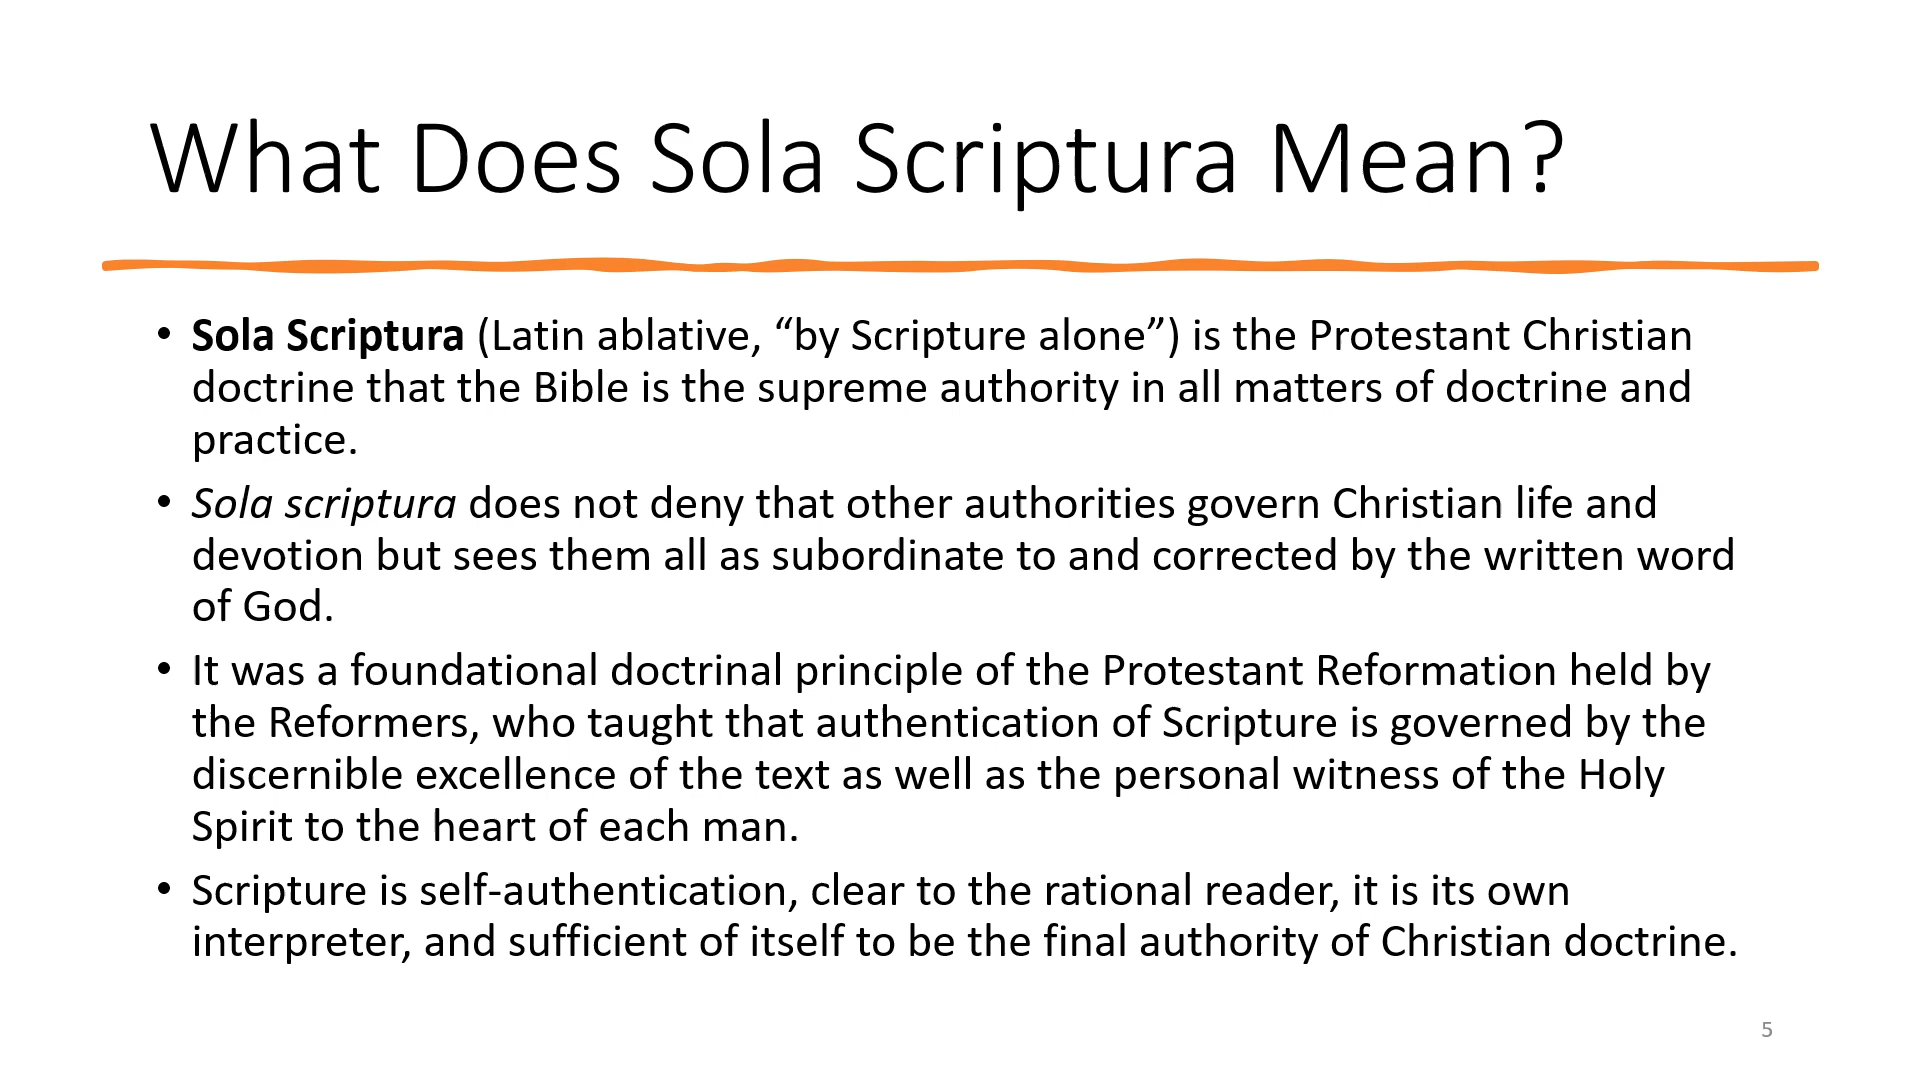 What Does Sola Scriptura Mean?
• Sola Scriptura (Latin ablative, “by Scripture alone”) is the Protestant Christian
doctrine that the Bible is the supreme authority in all matters of doctrine and
practice.
• Sola scriptura does not deny that other authorities govern Christian life and
devotion but sees them all as subordinate to and corrected by the written word
of God.
• It was a foundational doctrinal principle of the Protestant Reformation held by
the Reformers, who taught that authentication of Scripture is governed by the
discernible excellence of the text as well as the personal witness of the Holy
Spirit to the heart of each man.
• Scripture is self-authentication, clear to the rational reader, it is its own
interpreter, and sufficient of itself to be the final authority of Christian doctrine.
5